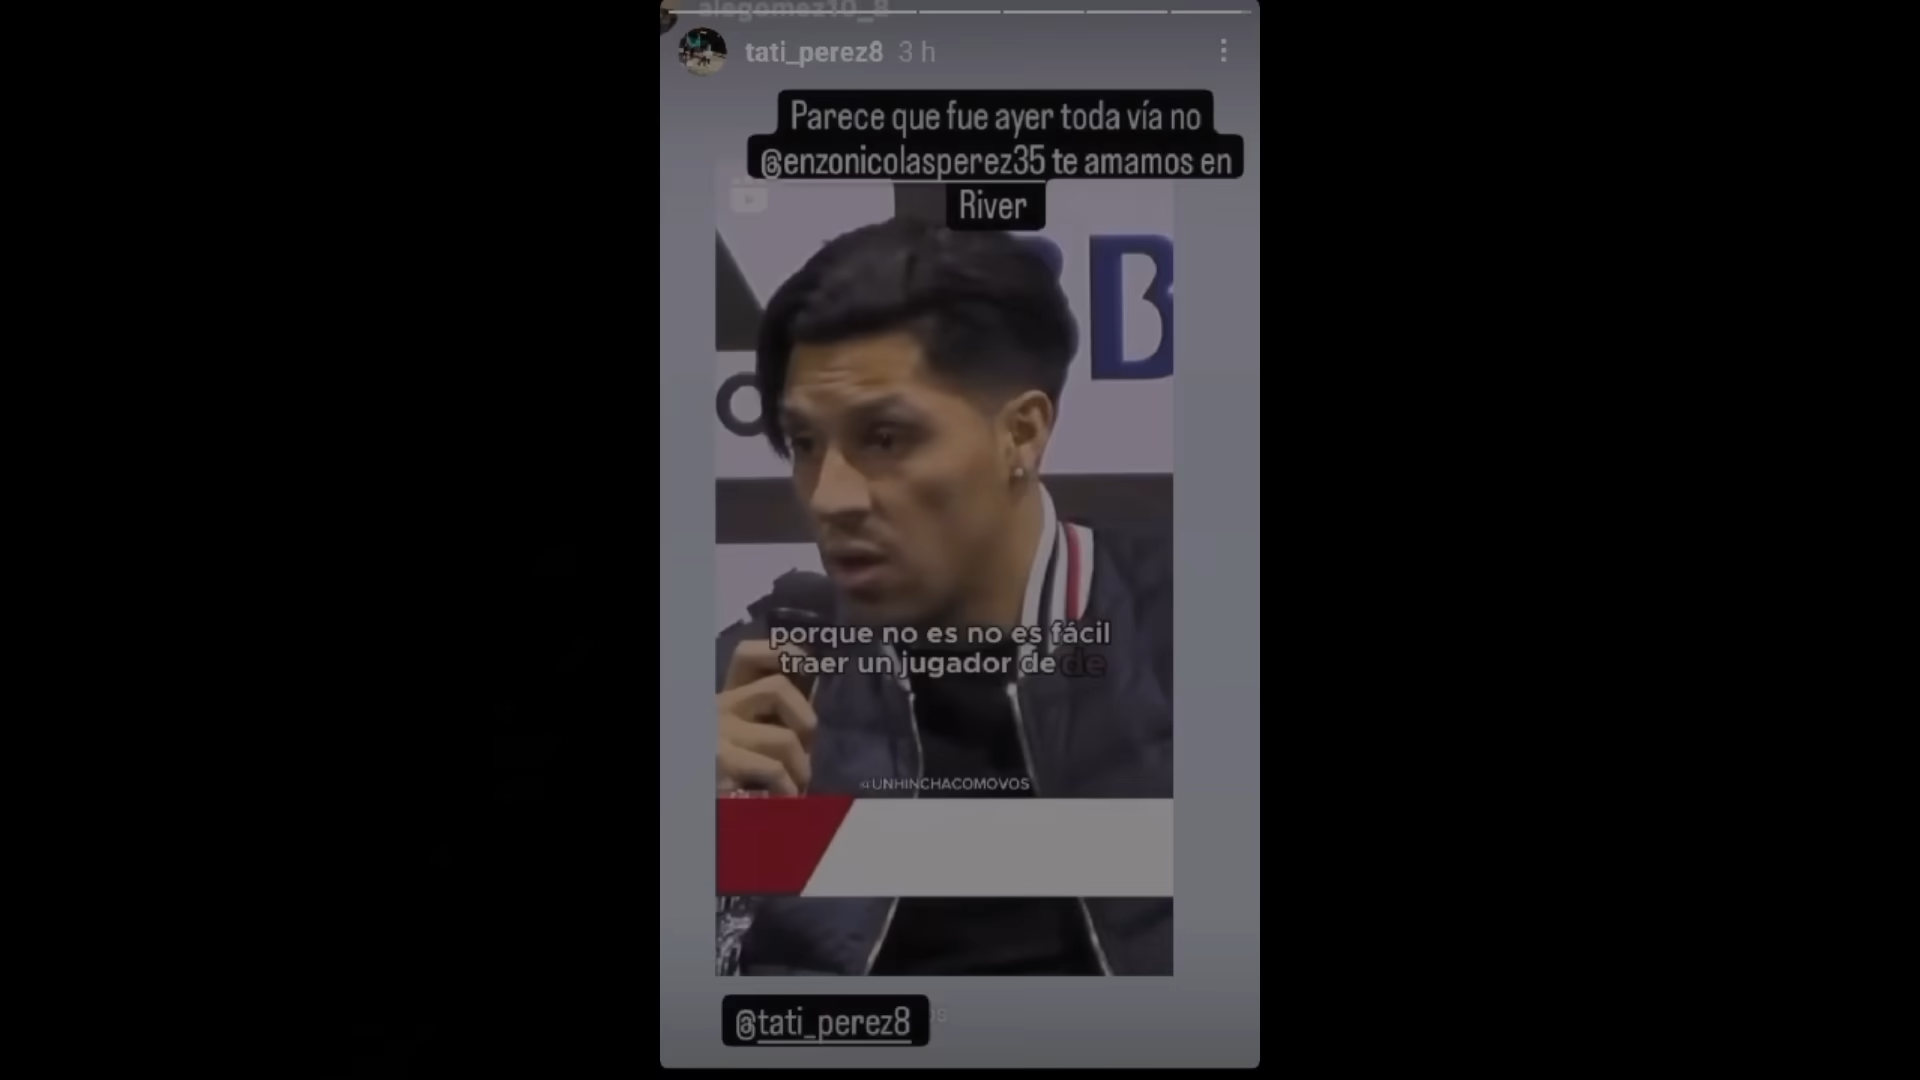 alegomez10_8
tati_perez8 3 h
Parece que fue ayer toda vía no
@enzonicolasperez35 te amamos en
River
B
porque no es no es fácil
traer un jugador de de
@UNHINCHACOMOVOS
@tati_perez8